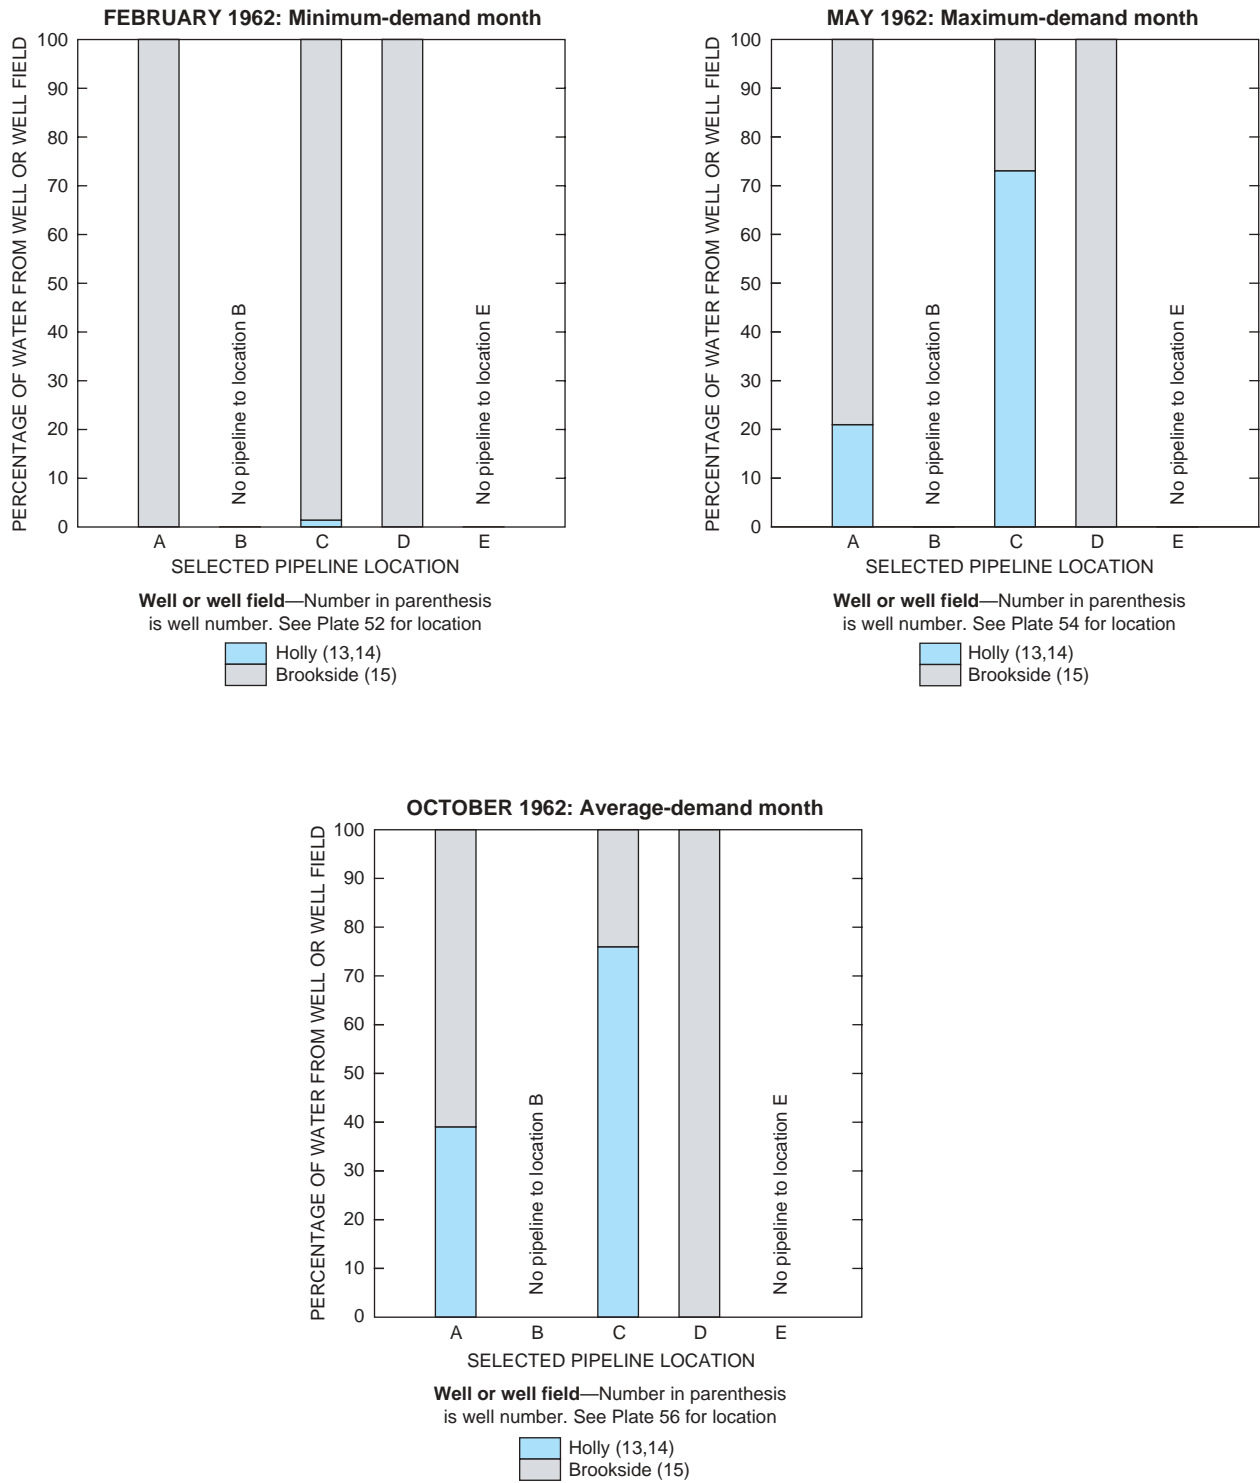 FEBRUARY 1962: Minimum-demand month
PERCENTAGE OF WATER FROM WELL OR WELL FIELD
100
90
80
70
60
50
40
30
20
10
0
No pipeline to location B
No pipeline to location E
A B C D E
SELECTED PIPELINE LOCATION
Well or well field—Number in parenthesis
is well number. See Plate 52 for location
Holly (13,14)
Brookside (15)
MAY 1962: Maximum-demand month
PERCENTAGE OF WATER FROM WELL OR WELL FIELD
100
90
80
70
60
50
40
30
20
10
0
No pipeline to location B
No pipeline to location E
A B C D E
SELECTED PIPELINE LOCATION
Well or well field—Number in parenthesis
is well number. See Plate 54 for location
Holly (13,14)
Brookside (15)
OCTOBER 1962: Average-demand month
PERCENTAGE OF WATER FROM WELL OR WELL FIELD
100
90
80
70
60
50
40
30
20
10
0
No pipeline to location B
No pipeline to location E
A B C D E
SELECTED PIPELINE LOCATION
Well or well field—Number in parenthesis
is well number. See Plate 56 for location
Holly (13,14)
Brookside (15)